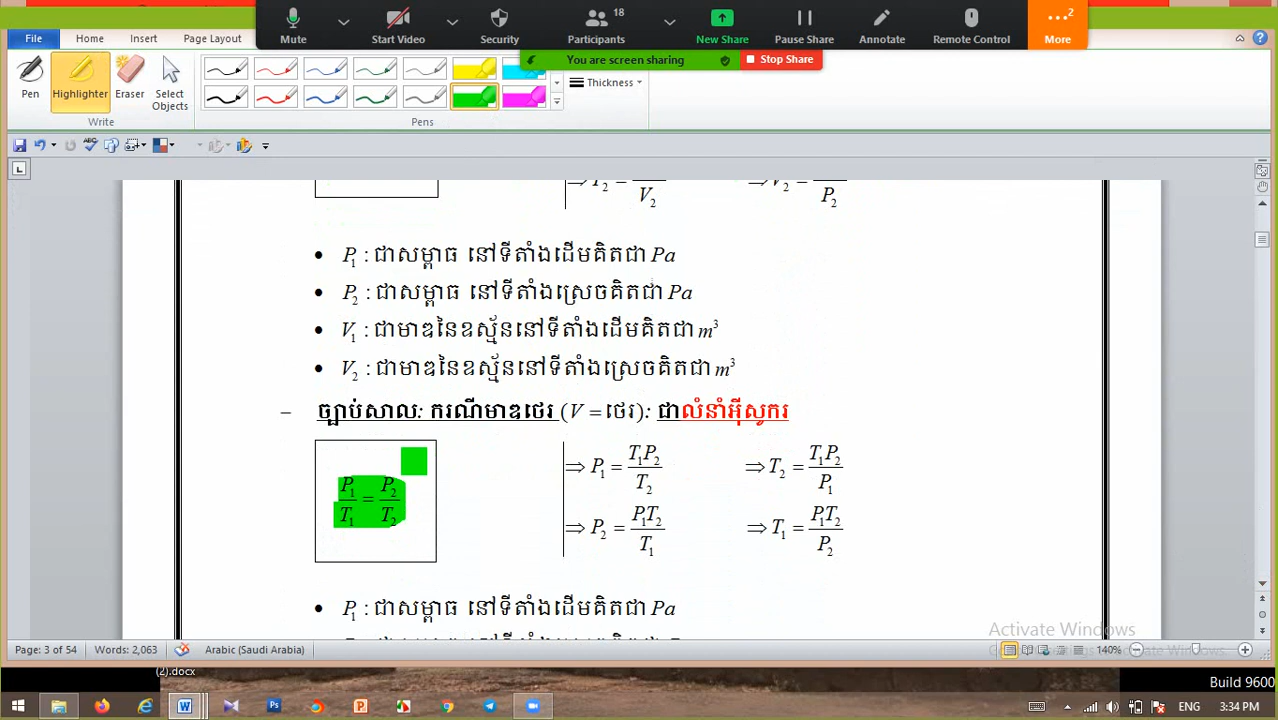 Mute
Start Video
Security
18
Participants
New Share
Pause Share
Annotate
Remote Control
2
More
You are screen sharing
Stop Share
File
Home
Insert
Page Layout
Pen
Highlighter
Eraser
Select Objects
Thickness
Write
Pens
V₂
⇒ V₂ =
P₂
P₁ : ជាសម្ពាធ នៅទីតាំងដើមគិតជា Pa
P₂ : ជាសម្ពាធ នៅទីតាំងស្រេចគិតជា Pa
V₁ : ជាមាឌនៃឧស្ម័ននៅទីតាំងដើមគិតជា m³
V₂ : ជាមាឌនៃឧស្ម័ននៅទីតាំងស្រេចគិតជា m³
– ច្បាប់សាល: ករណីមាឌថេរ (V = ថេរ): ជាលំនាំអ៊ីសូករ
P₁/T₁ = P₂/T₂
⇒ P₁ = T₁P₂/T₂ ⇒ T₂ = T₁P₂/P₁
⇒ P₂ = P₁T₂/T₁ ⇒ T₁ = P₁T₂/P₂
P₁ : ជាសម្ពាធ នៅទីតាំងដើមគិតជា Pa
Activate Windows
Page: 3 of 54
Words: 2,063
Arabic (Saudi Arabia)
140%
(2).docx
Build 9600
ENG
3:34 PM